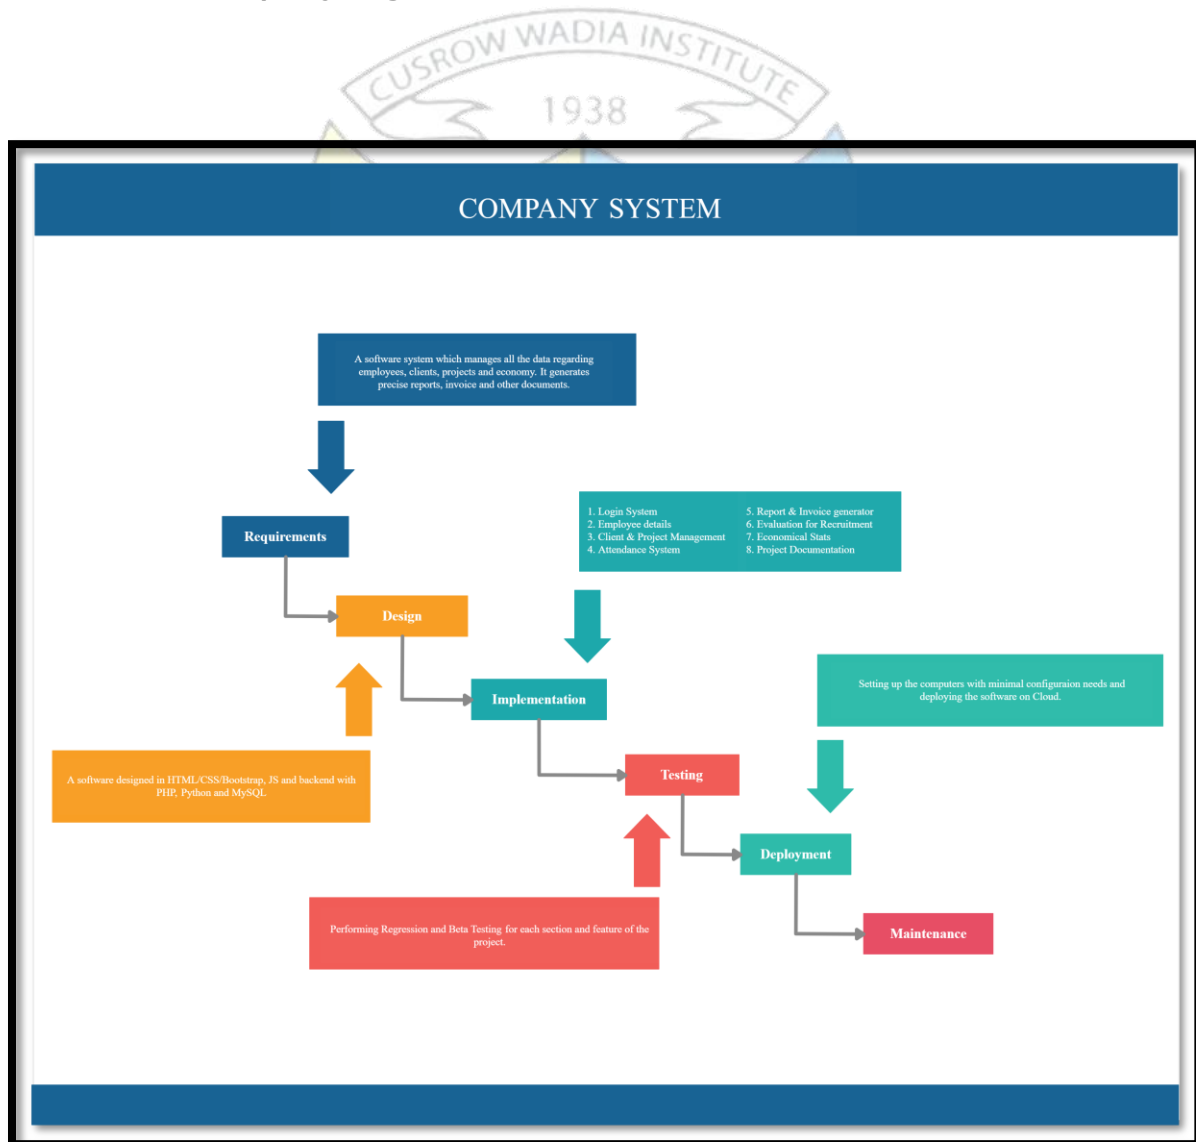 CUSROW WADIA INSTITUTE
1938
COMPANY SYSTEM
A software system which manages all the data regarding
employees, clients, projects and economy. It generates
precise reports, invoice and other documents.
Requirements
1. Login System
2. Employee details
3. Client & Project Management
4. Attendance System
5. Report & Invoice generator
6. Evaluation for Recruitment
7. Economical Stats
8. Project Documentation
Design
Implementation
Setting up the computers with minimal configuraion needs and
deploying the software on Cloud.
A software designed in HTML/CSS/Bootstrap, JS and backend with
PHP, Python and MySQL
Testing
Deployment
Performing Regression and Beta Testing for each section and feature of the
project.
Maintenance